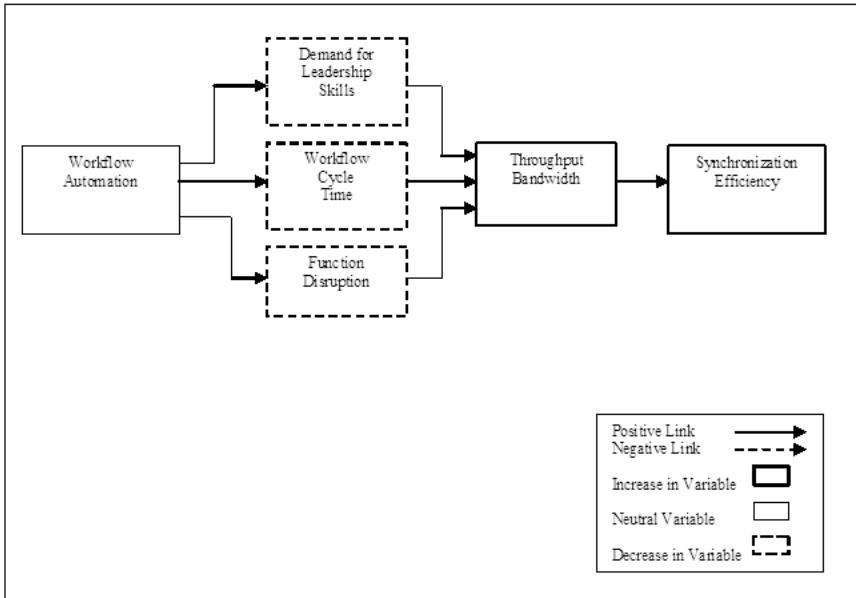 Demand for
Leadership
Skills
Workflow
Automation
Workflow
Cycle
Time
Throughput
Bandwidth
Synchronization
Efficiency
Function
Disruption
Positive Link
Negative Link
Increase in Variable
Neutral Variable
Decrease in Variable